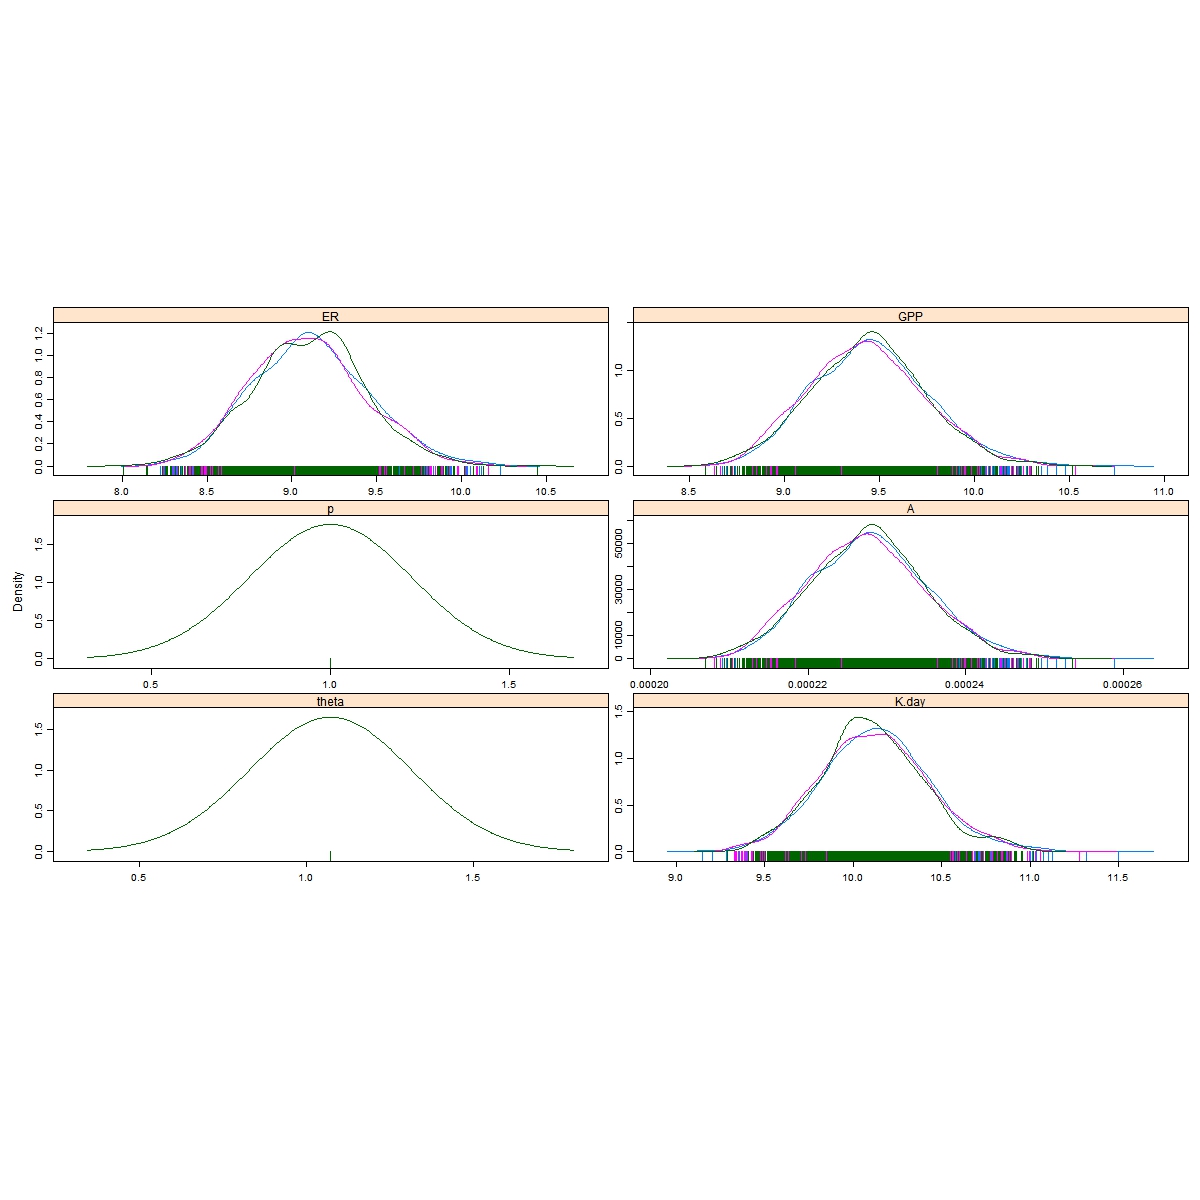 ER
GPP
0.0 0.2 0.4 0.6 0.8 1.0 1.2
8.0 8.5 9.0 9.5 10.0 10.5
0.0 0.5 1.0
8.5 9.0 9.5 10.0 10.5 11.0
p
A
0.0 0.5 1.0 1.5
0.5 1.0 1.5
0 10000 30000 50000
0.00020 0.00022 0.00024 0.00026
Density
theta
K.day
0.0 0.5 1.0 1.5
0.5 1.0 1.5
0.0 0.5 1.0 1.5
9.0 9.5 10.0 10.5 11.0 11.5